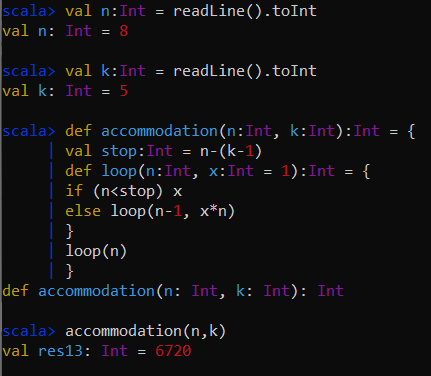 scala> val n:Int = readLine().toInt
val n: Int = 8
scala> val k:Int = readLine().toInt
val k: Int = 5
scala> def accommodation(n:Int, k:Int):Int = {
| val stop:Int = n-(k-1)
| def loop(n:Int, x:Int = 1):Int = {
| if (n<stop) x
| else loop(n-1, x*n)
| }
| loop(n)
| }
def accommodation(n: Int, k: Int): Int
scala> accommodation(n,k)
val res13: Int = 6720